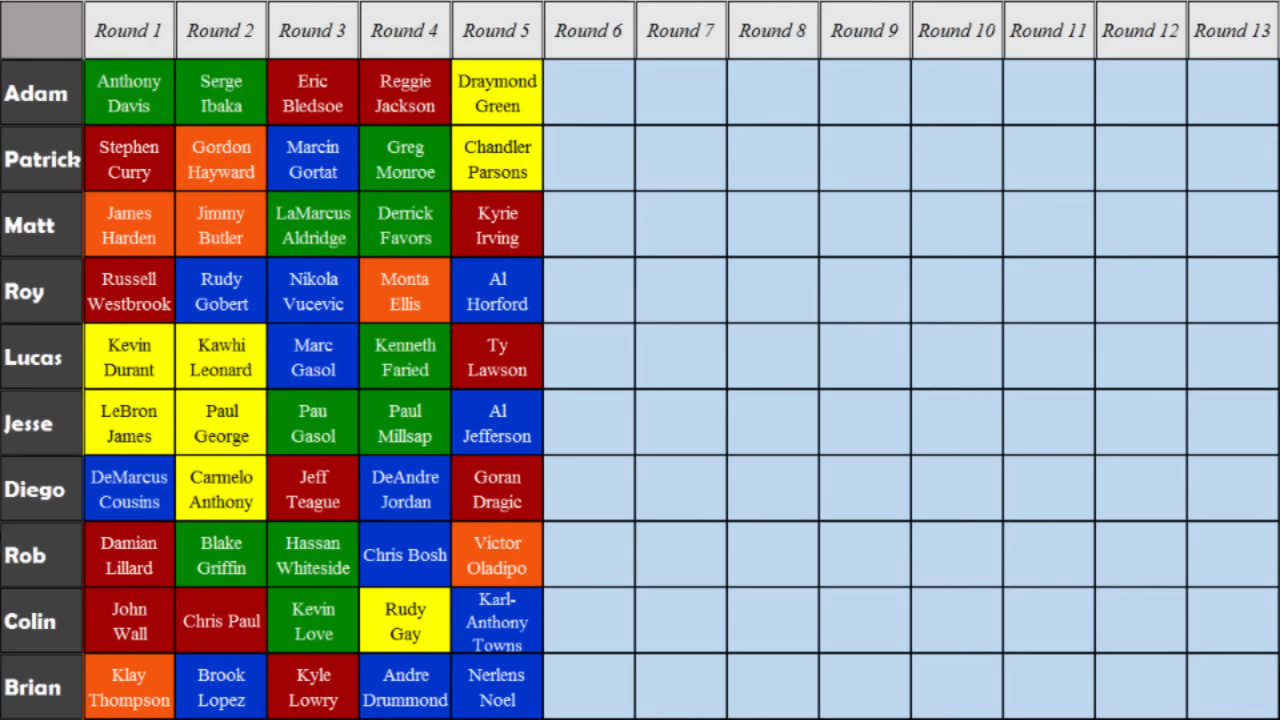 Round 1 Round 2 Round 3 Round 4 Round 5 Round 6 Round 7 Round 8 Round 9 Round 10 Round 11 Round 12 Round 13
Adam Anthony Davis Serge Ibaka Eric Bledsoe Reggie Jackson Draymond Green
Patrick Stephen Curry Gordon Hayward Marcin Gortat Greg Monroe Chandler Parsons
Matt James Harden Jimmy Butler LaMarcus Aldridge Derrick Favors Kyrie Irving
Roy Russell Westbrook Rudy Gobert Nikola Vucevic Monta Ellis Al Horford
Lucas Kevin Durant Kawhi Leonard Marc Gasol Kenneth Faried Ty Lawson
Jesse LeBron James Paul George Pau Gasol Paul Millsap Al Jefferson
Diego DeMarcus Cousins Carmelo Anthony Jeff Teague DeAndre Jordan Goran Dragic
Rob Damian Lillard Blake Griffin Hassan Whiteside Chris Bosh Victor Oladipo
Colin John Wall Chris Paul Kevin Love Rudy Gay Karl-Anthony Towns
Brian Klay Thompson Brook Lopez Kyle Lowry Andre Drummond Nerlens Noel